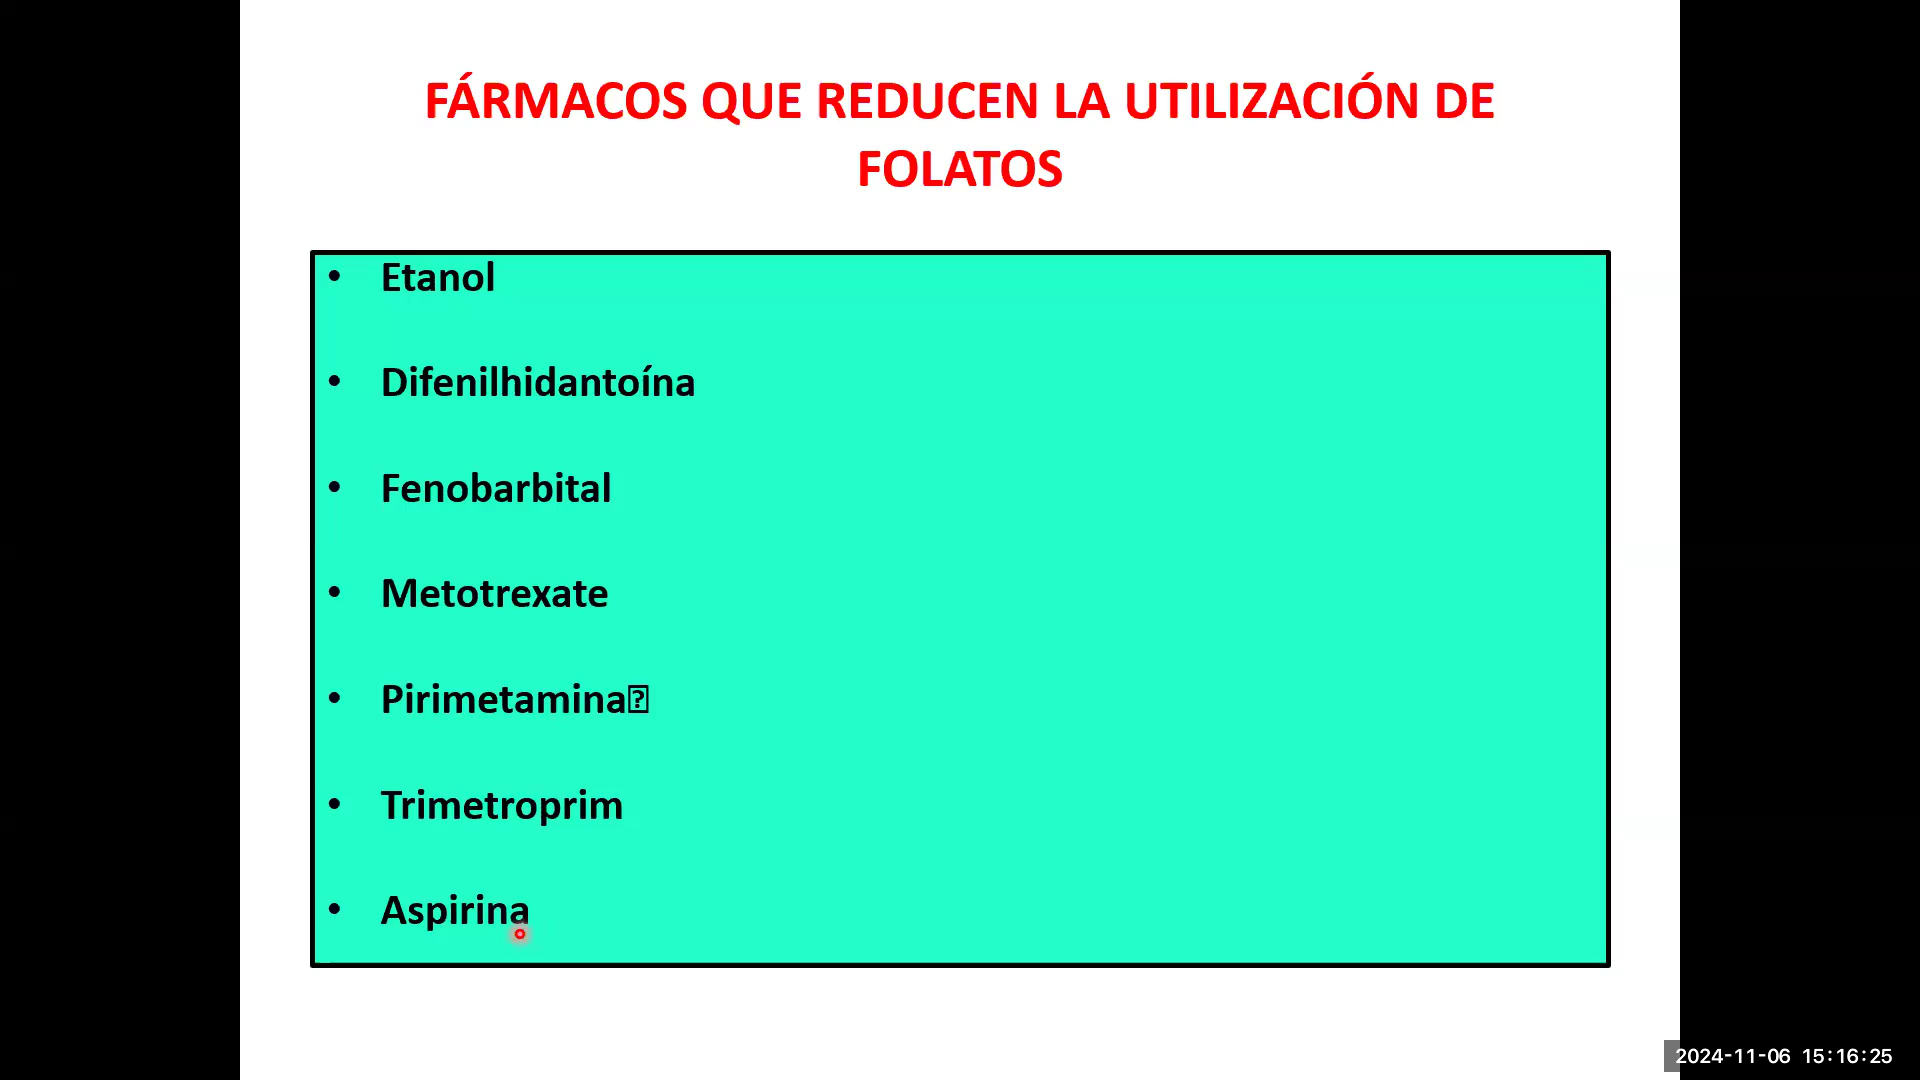 FÁRMACOS QUE REDUCEN LA UTILIZACIÓN DE
FOLATOS
• Etanol
• Difenilhidantoína
• Fenobarbital
• Metotrexate
• Pirimetamina
• Trimetroprim
• Aspirina
2024-11-06 15:16:25